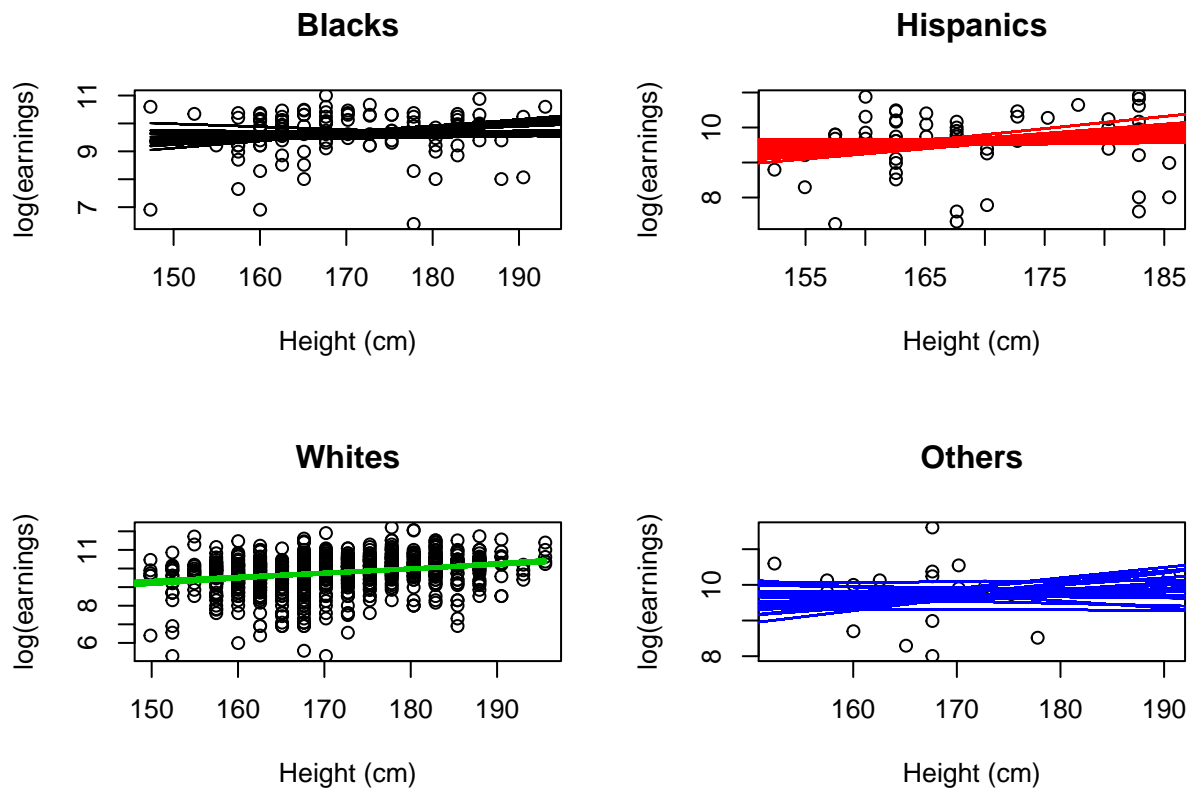 Blacks
log(earnings)
11
9
7
150 160 170 180 190
Height (cm)
Hispanics
log(earnings)
10
8
155 165 175 185
Height (cm)
Whites
log(earnings)
11
8
6
150 160 170 180 190
Height (cm)
Others
log(earnings)
10
8
160 170 180 190
Height (cm)